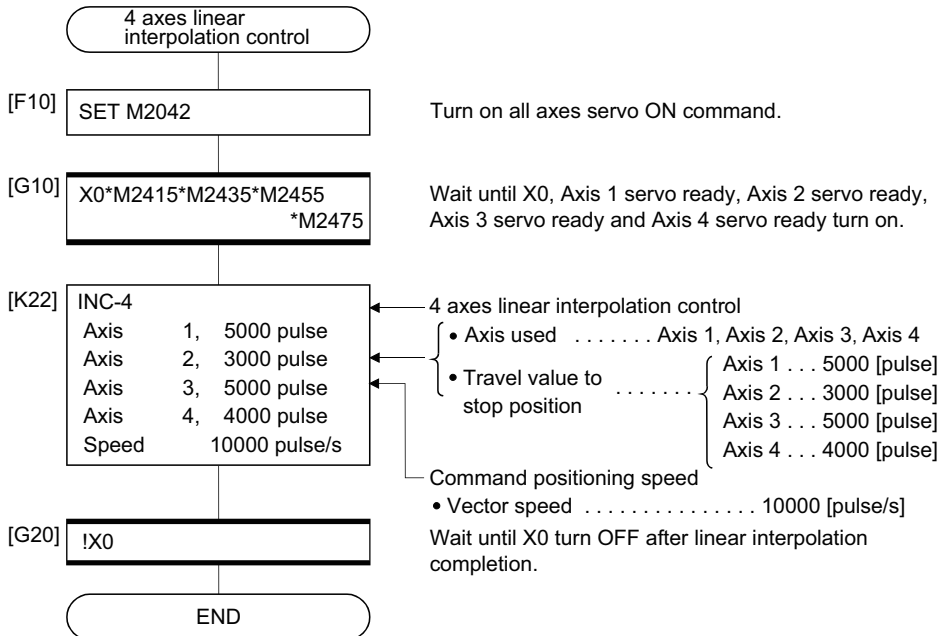 4 axes linear
interpolation control
[F10]
SET M2042
Turn on all axes servo ON command.
[G10]
X0*M2415*M2435*M2455
*M2475
Wait until X0, Axis 1 servo ready, Axis 2 servo ready,
Axis 3 servo ready and Axis 4 servo ready turn on.
[K22]
INC-4
Axis 1, 5000 pulse
Axis 2, 3000 pulse
Axis 3, 5000 pulse
Axis 4, 4000 pulse
Speed 10000 pulse/s
4 axes linear interpolation control
• Axis used . . . . . . . Axis 1, Axis 2, Axis 3, Axis 4
• Travel value to
stop position . . . . . . .
Axis 1 . . . 5000 [pulse]
Axis 2 . . . 3000 [pulse]
Axis 3 . . . 5000 [pulse]
Axis 4 . . . 4000 [pulse]
Command positioning speed
• Vector speed . . . . . . . . . . . . . . . 10000 [pulse/s]
[G20]
!X0
Wait until X0 turn OFF after linear interpolation
completion.
END